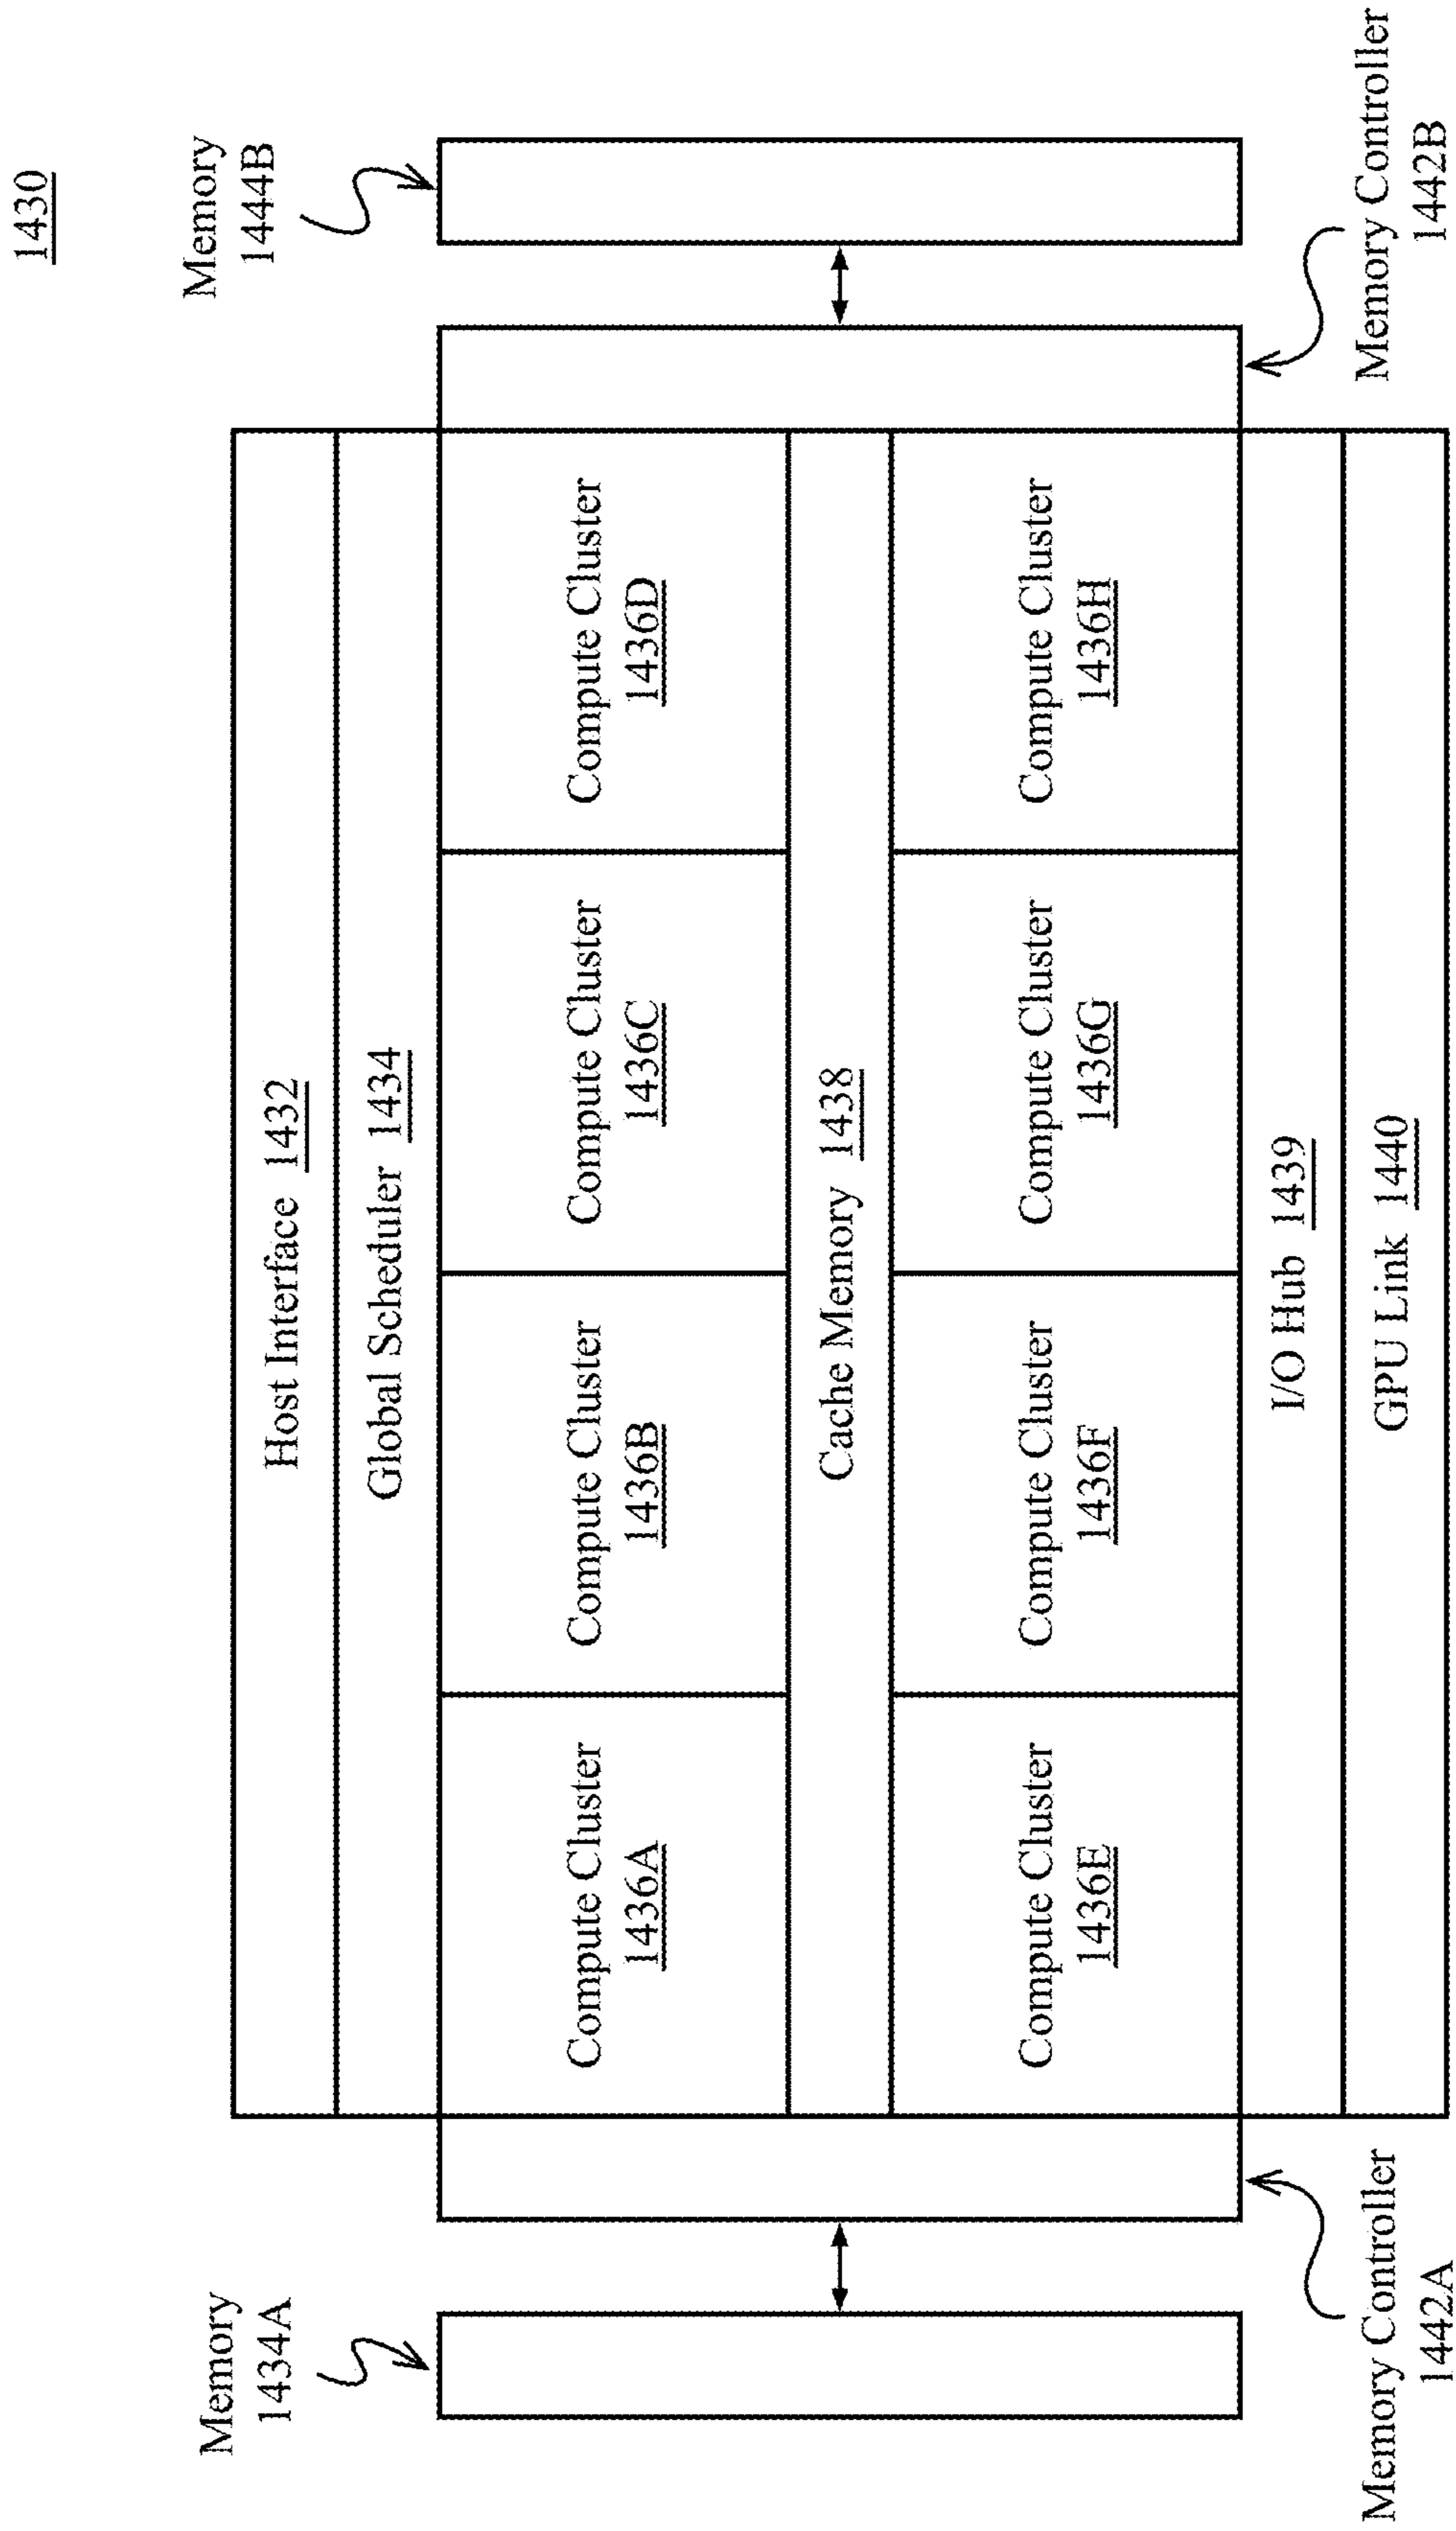 1430
Memory
1434A
Memory
1444B
Host Interface 1432
Global Scheduler 1434
Compute Cluster
1436A
Compute Cluster
1436B
Compute Cluster
1436C
Compute Cluster
1436D
Cache Memory 1438
Compute Cluster
1436E
Compute Cluster
1436F
Compute Cluster
1436G
Compute Cluster
1436H
I/O Hub 1439
GPU Link 1440
Memory Controller
1442A
Memory Controller
1442B